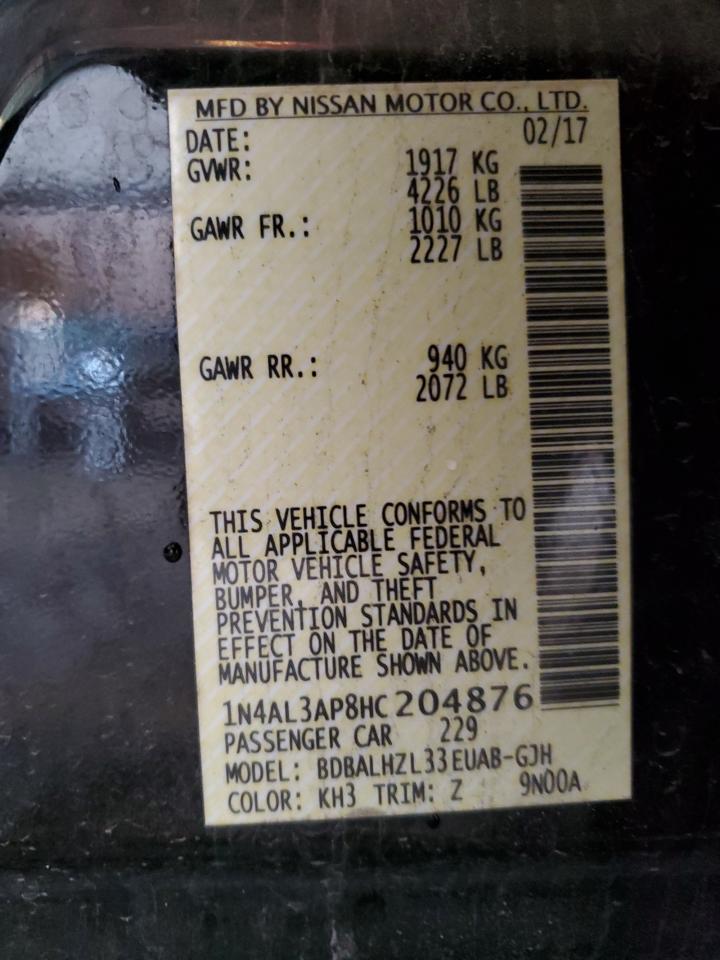 MFD BY NISSAN MOTOR CO., LTD.
DATE: 02/17
GVWR: 1917 KG
4226 LB
GAWR FR.: 1010 KG
2227 LB
GAWR RR.: 940 KG
2072 LB
THIS VEHICLE CONFORMS TO
ALL APPLICABLE FEDERAL
MOTOR VEHICLE SAFETY,
BUMPER, AND THEFT
PREVENTION STANDARDS IN
EFFECT ON THE DATE OF
MANUFACTURE SHOWN ABOVE.
1N4AL3AP8HC204876
PASSENGER CAR 229
MODEL: BDBALHZL33EUAB-GJH
COLOR: KH3 TRIM: Z 9N00A